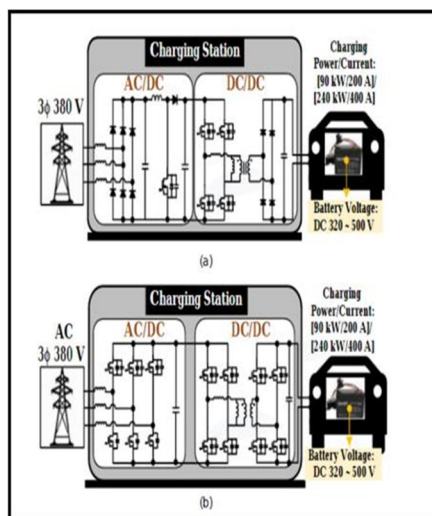 Charging Station
Charging
Power/Current:
[90 kW/200 A]/
[240 kW/400 A]
AC/DC
DC/DC
3ϕ 380 V
Battery Voltage:
DC 320 ~ 500 V
(a)
Charging Station
Charging
Power/Current:
[90 kW/200 A]/
[240 kW/400 A]
AC
3ϕ 380 V
AC/DC
DC/DC
Battery Voltage:
DC 320 ~ 500 V
(b)